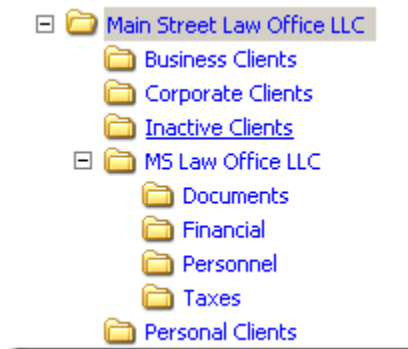 Main Street Law Office LLC
Business Clients
Corporate Clients
Inactive Clients
MS Law Office LLC
Documents
Financial
Personnel
Taxes
Personal Clients